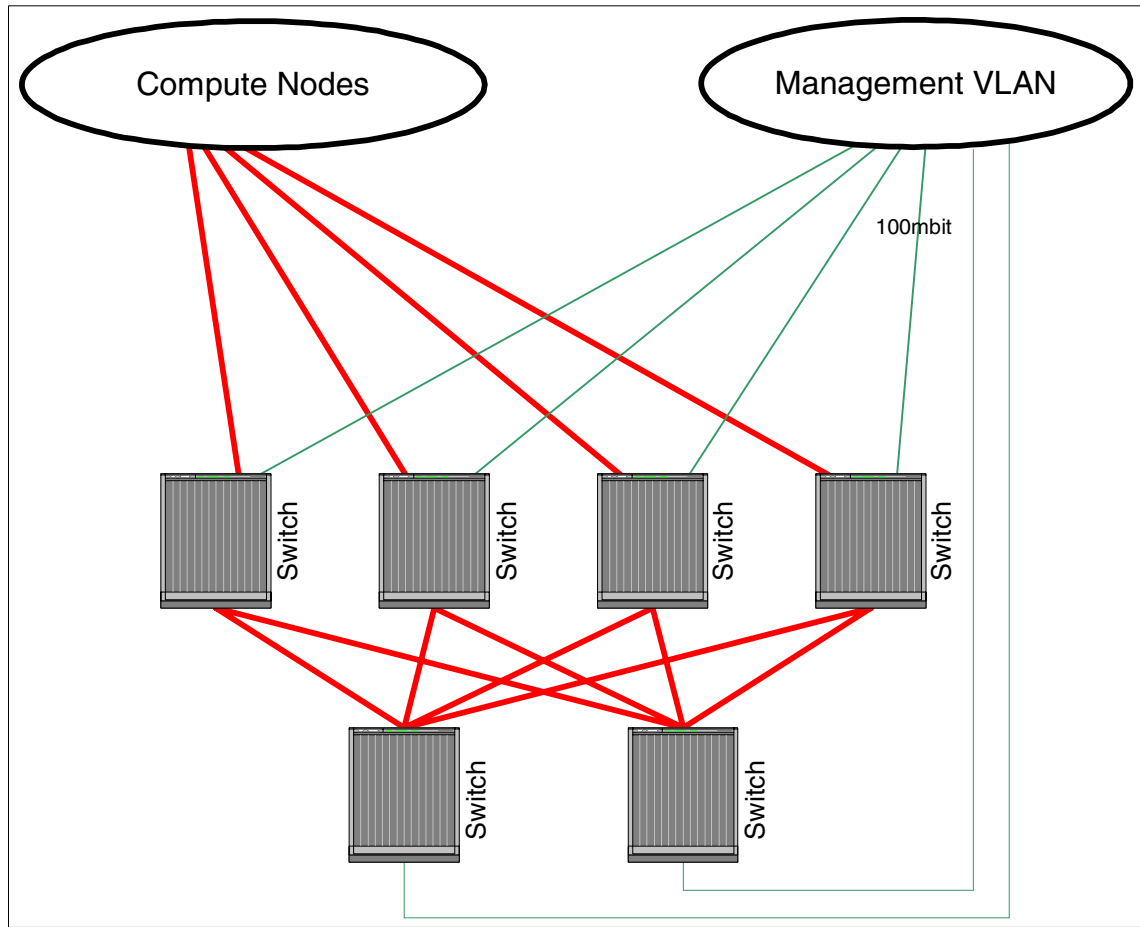 Compute Nodes
Management VLAN
100mbit
Switch
Switch
Switch
Switch
Switch
Switch